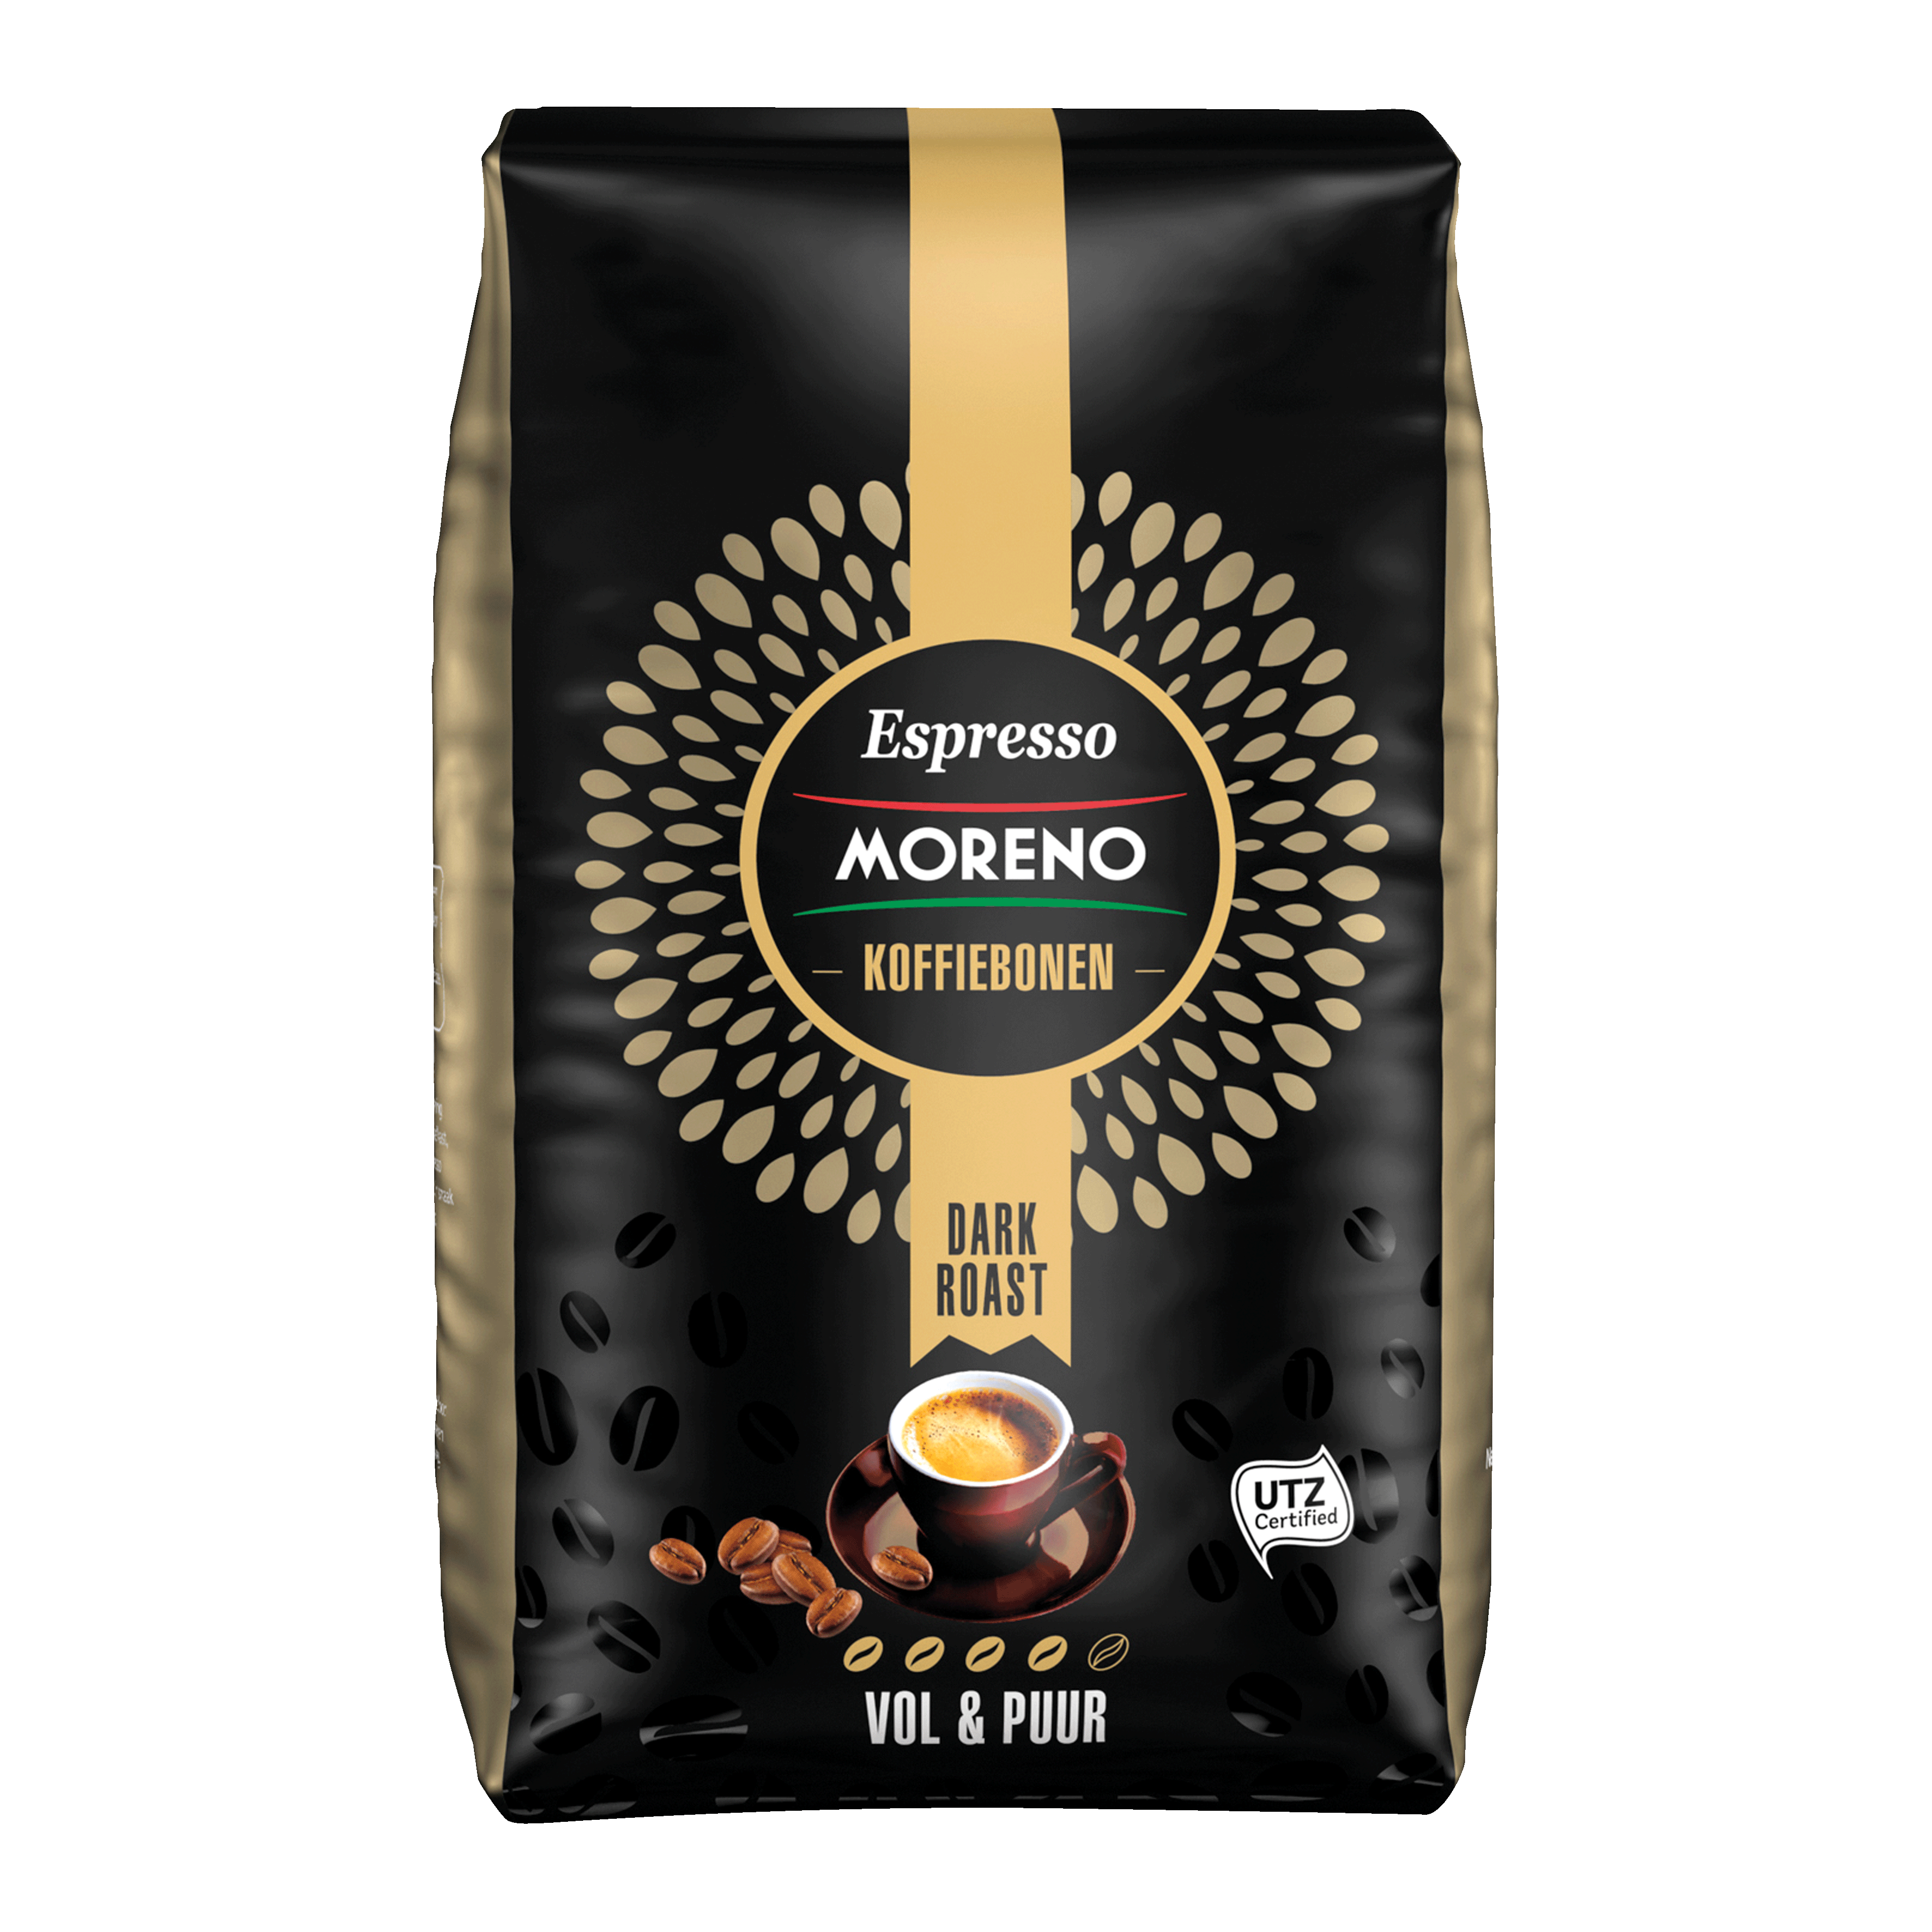 Espresso
MORENO
KOFFIEBONEN
DARK
ROAST
UTZ
Certified
VOL & PUUR